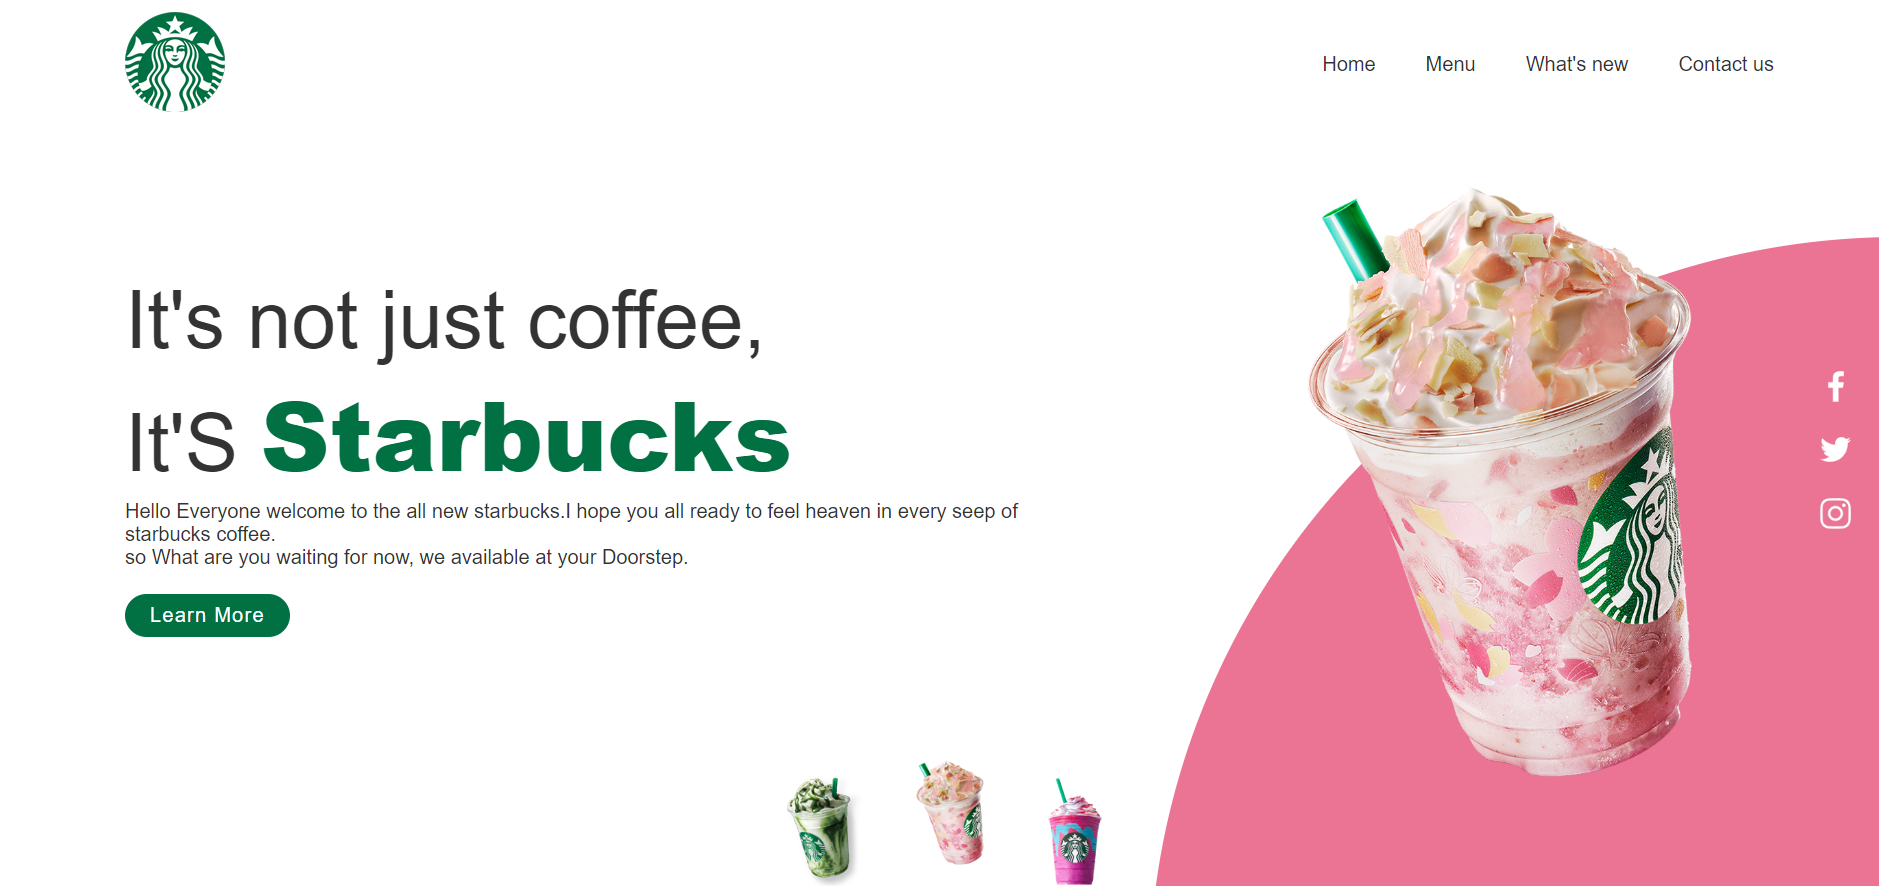 Home Menu What's new Contact us
It's not just coffee,
It'S Starbucks
Hello Everyone welcome to the all new starbucks.I hope you all ready to feel heaven in every seep of
starbucks coffee.
so What are you waiting for now, we available at your Doorstep.
Learn More